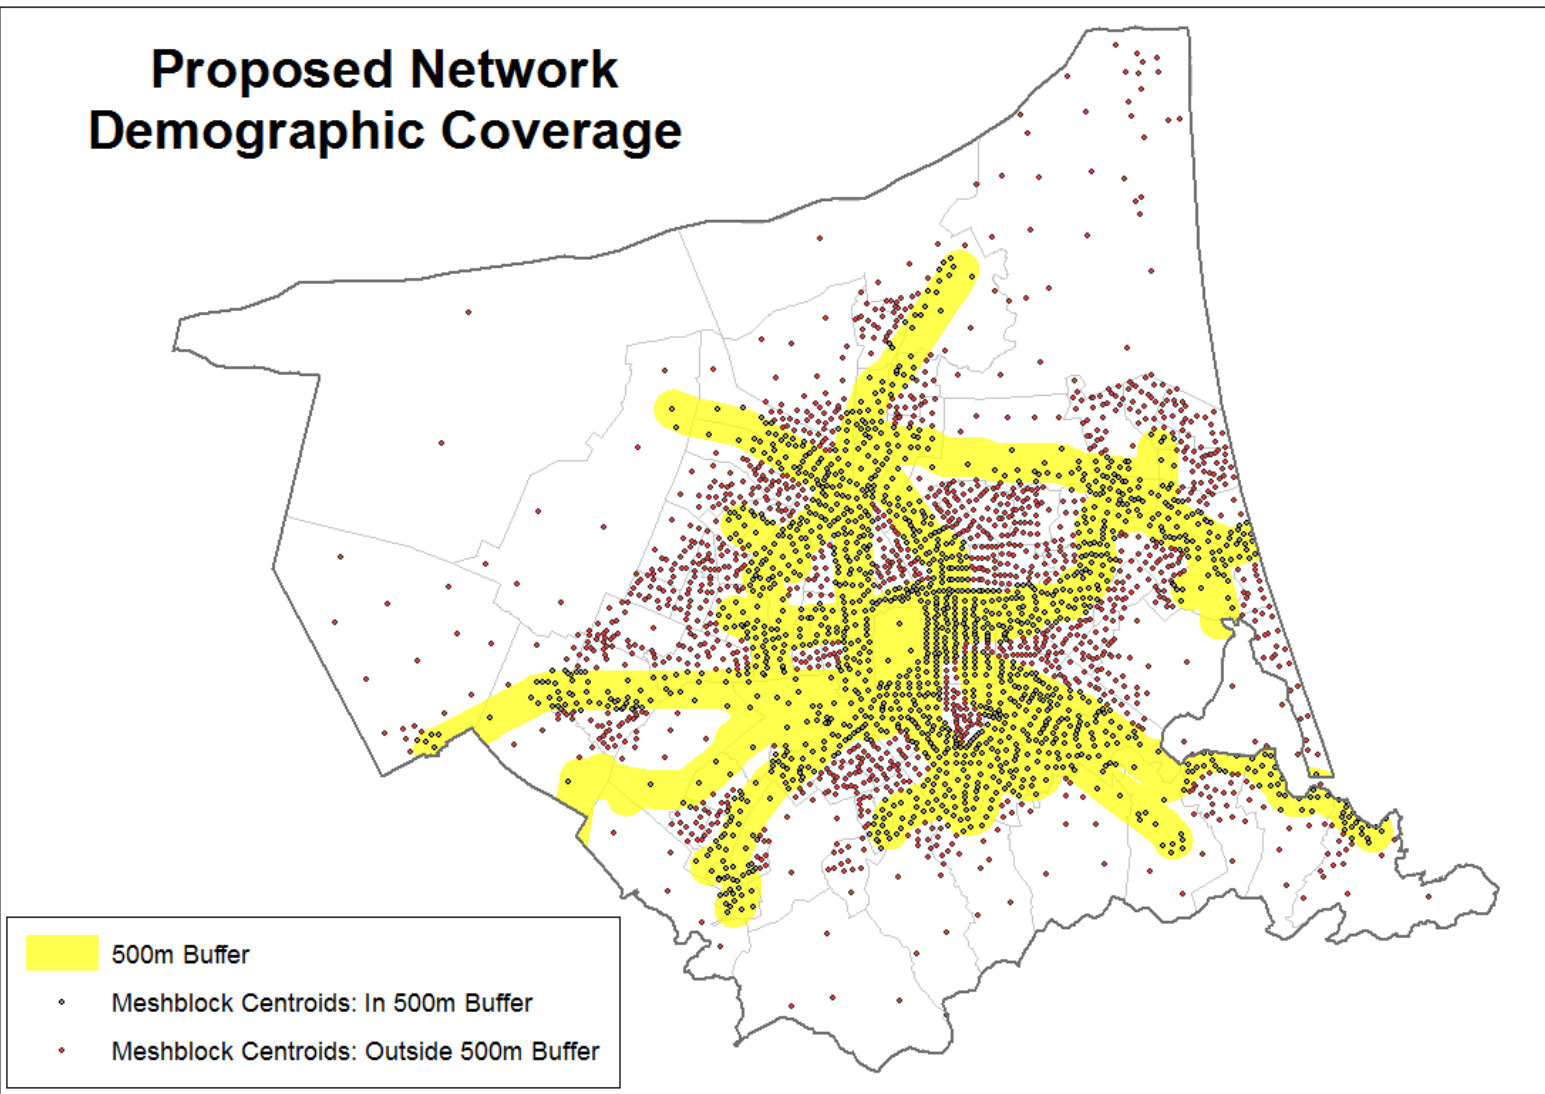 Proposed Network
Demographic Coverage
500m Buffer
Meshblock Centroids: In 500m Buffer
Meshblock Centroids: Outside 500m Buffer